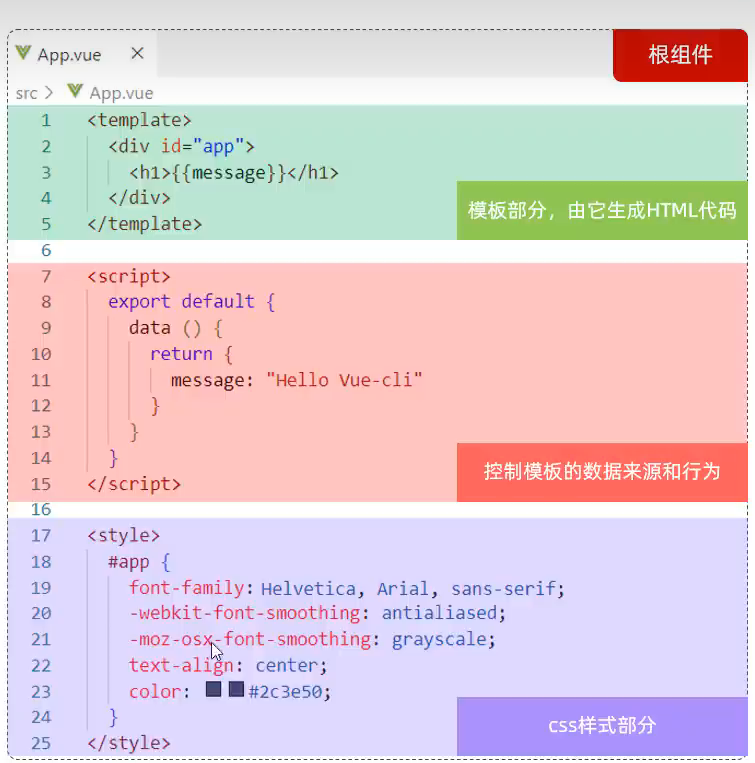 App.vue
根组件
src > App.vue
1 <template>
2 <div id="app">
3 <h1>{{message}}</h1>
4 </div>
5 </template>
模板部分，由它生成HTML代码
6
7 <script>
8 export default {
9 data () {
10 return {
11 message: "Hello Vue-cli"
12 }
13 }
14 }
控制模板的数据来源和行为
15 </script>
16
17 <style>
18 #app {
19 font-family: Helvetica, Arial, sans-serif;
20 -webkit-font-smoothing: antialiased;
21 -moz-osx-font-smoothing: grayscale;
22 text-align: center;
23 color: #2c3e50;
24 }
css样式部分
25 </style>